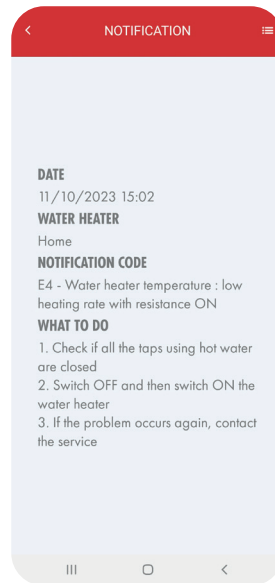 NOTIFICATION
DATE
11/10/2023 15:02
WATER HEATER
Home
NOTIFICATION CODE
E4 - Water heater temperature : low
heating rate with resistance ON
WHAT TO DO
1. Check if all the taps using hot water
are closed
2. Switch OFF and then switch ON the
water heater
3. If the problem occurs again, contact
the service